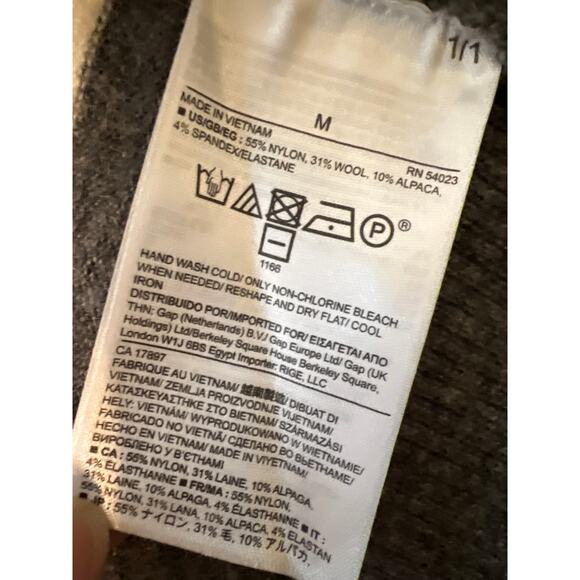 1/1
M
MADE IN VIETNAM RN 54023
■ US/GB/EG : 55% NYLON, 31% WOOL, 10% ALPACA,
4% SPANDEX/ELASTANE
P®
1166
HAND WASH COLD/ ONLY NON-CHLORINE BLEACH
WHEN NEEDED/ RESHAPE AND DRY FLAT/ COOL
IRON
DISTRIBUIDO POR/IMPORTED FOR/ ΕΙΣΑΓΕΤΑΙ ΑΠΟ
ΤΗΝ: Gap (Netherlands) B.V./ Gap Europe Ltd/ Gap (UK
Holdings) Ltd/Berkeley Square House Berkeley Square,
London W1J 6BS Egypt Importer: RIGE, LLC
CA 17897
FABRIQUE AU VIETNAM/ 越南製造/ DIBUAT DI
VIETNAM/ ZEMLJA PROIZVODNJE VIJETNAM/
ΚΑΤΑΣΚΕΥΑΣΤΗΚΕ ΣΤΟ ΒΙΕΤΝΑΜ/ SZÁRMAZÁSI
HELY: VIETNÁM/ WYPRODUKOWANO W WIETNAMIE/
FABRICADO NO VIETNÃ/ СДЕЛАНО ВО ВЬЕТНАМЕ/
HECHO EN VIETNAM/ MADE IN VIYETNAM/
ВИРОБЛЕНО У В'ЄТНАМІ
■ CA : 55% NYLON, 31% LAINE, 10% ALPAGA,
4% ÉLASTHANNE ■ FR/MA : 55% NYLON,
31% LAINE, 10% ALPAGA, 4% ÉLASTHANNE ■ IT :
55% NYLON, 31% LANA, 10% ALPACA, 4% ELASTAN
■ JP : 55% ナイロン, 31% 毛, 10% アルパカ,